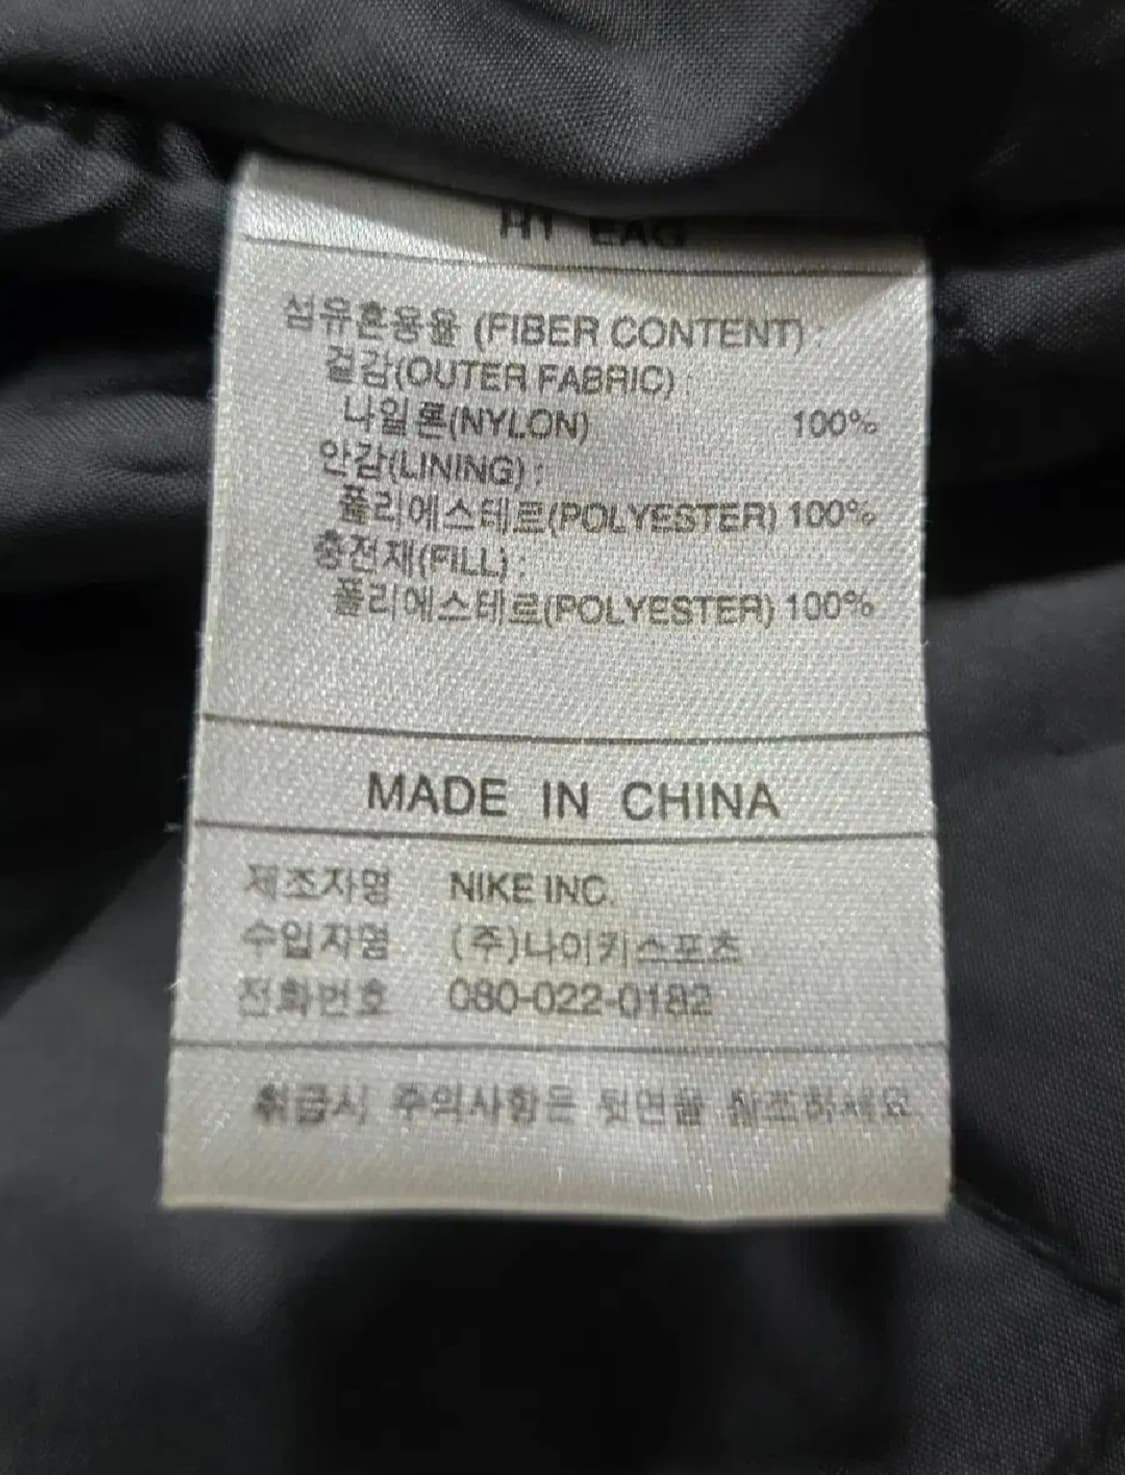 섬유혼용율 (FIBER CONTENT) :
겉감(OUTER FABRIC) :
나일론(NYLON) 100%
안감(LINING) :
폴리에스테르(POLYESTER) 100%
충전재(FILL) :
폴리에스테르(POLYESTER) 100%
MADE IN CHINA
제조자명 NIKE INC.
수입자명 (주)나이키스포츠
전화번호 080-022-0182
취급시 주의사항은 뒷면을 참조하세요